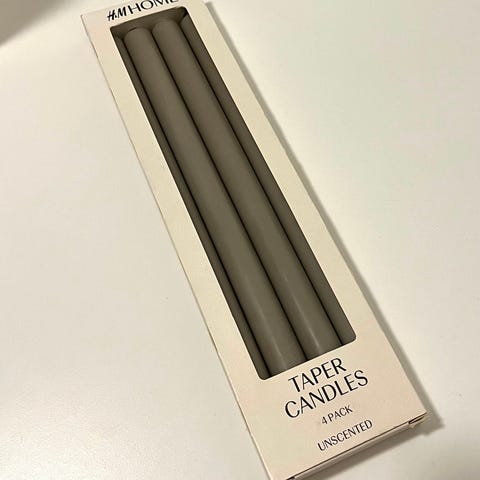 H&M HOME
TAPER
CANDLES
4 PACK
UNSCENTED